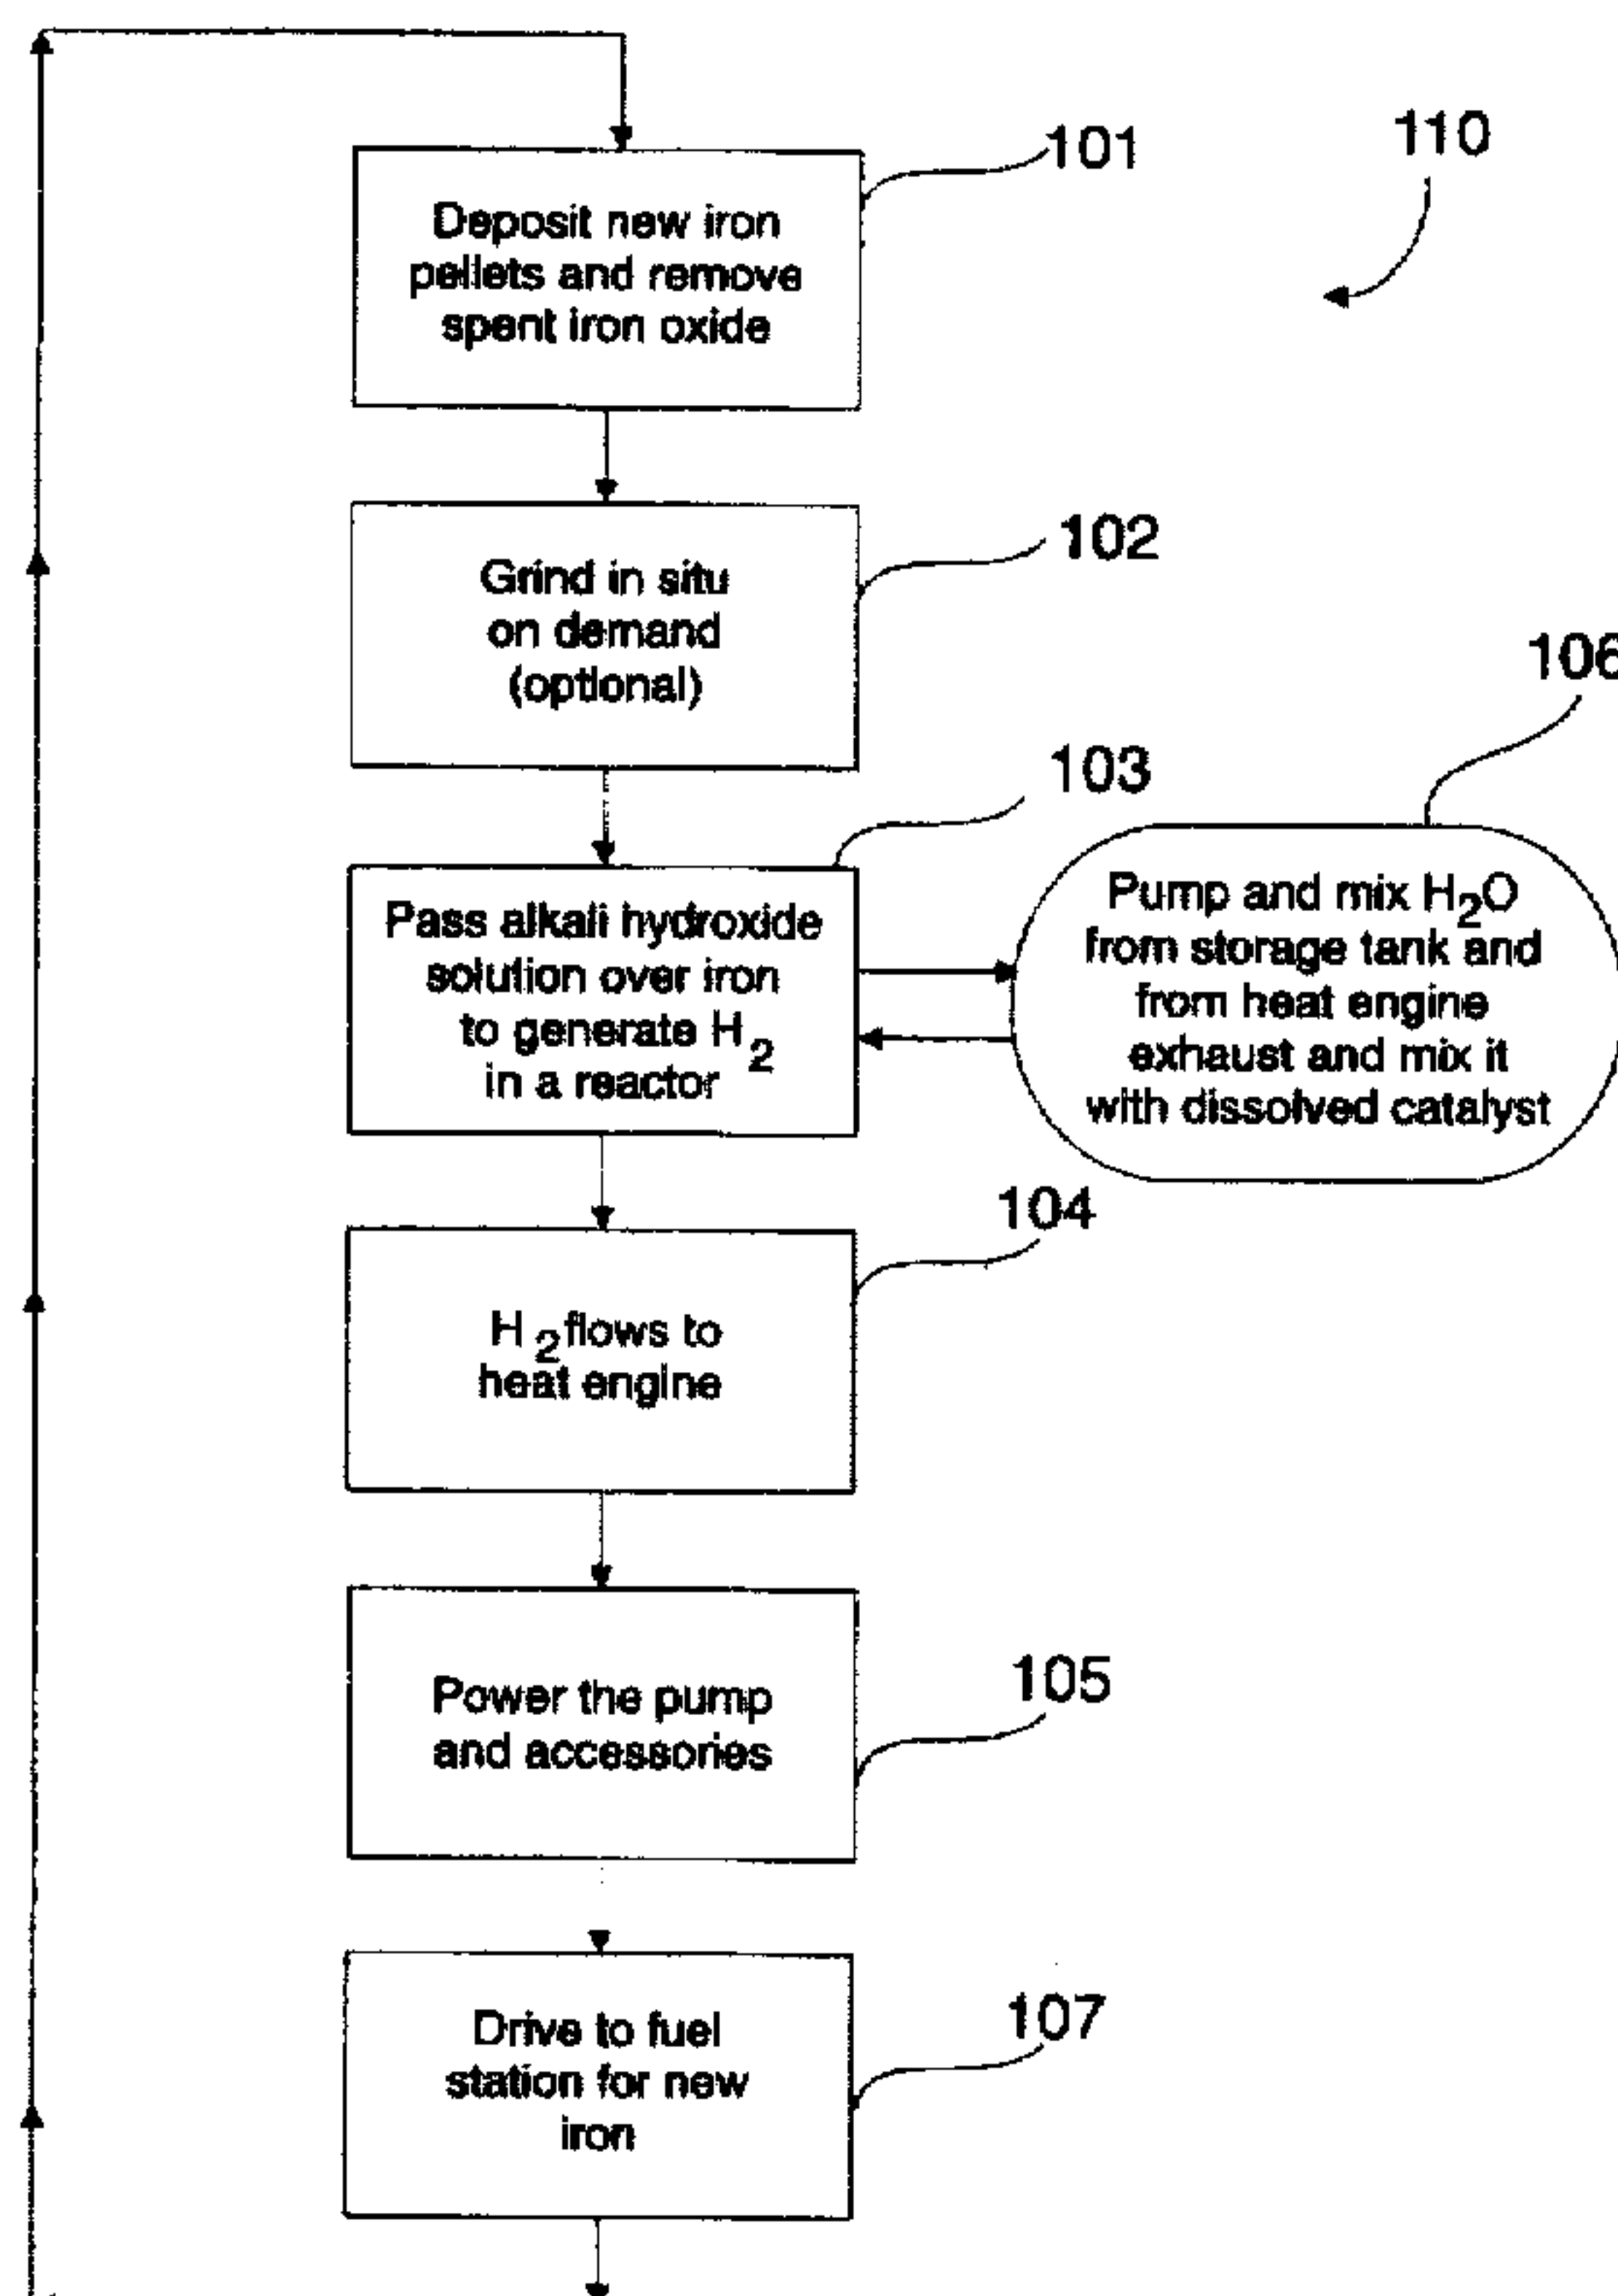 110
101
Deposit new iron
pellets and remove
spent iron oxide
102
Grind in situ
on demand
(optional)
103
Pass alkali hydroxide
solution over iron
to generate H2
in a reactor
106
Pump and mix H2O
from storage tank and
from heat engine
exhaust and mix it
with dissolved catalyst
104
H2 flows to
heat engine
105
Power the pump
and accessories
107
Drive to fuel
station for new
iron